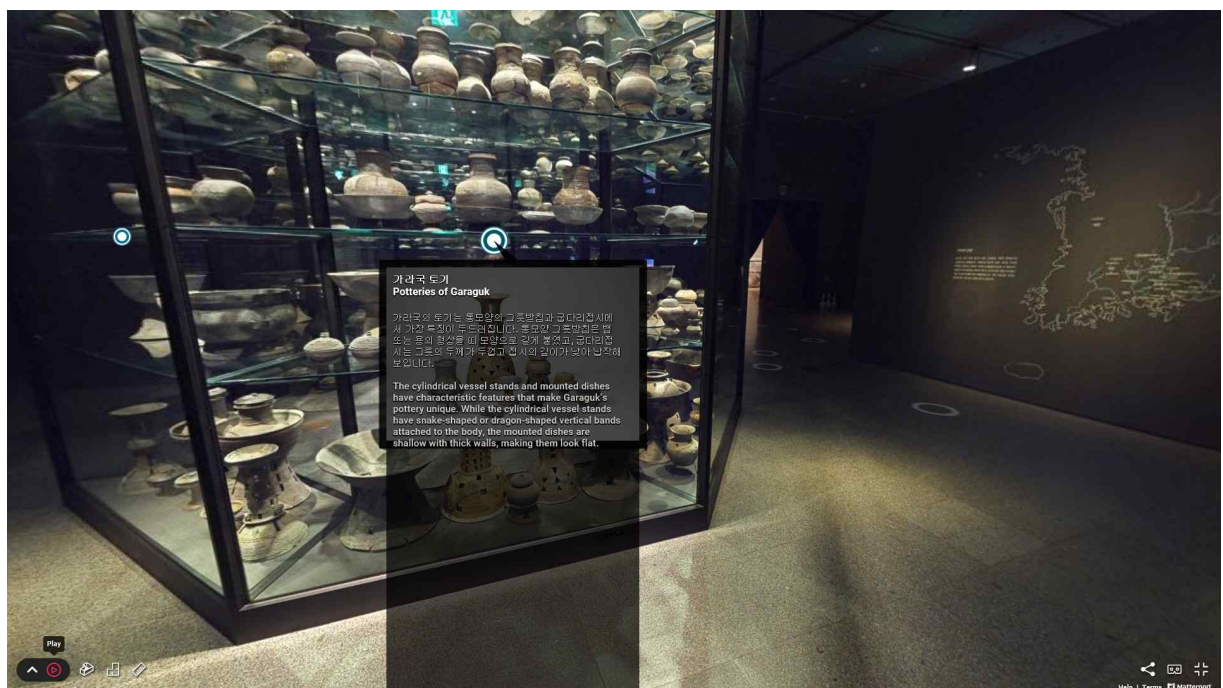 가라국 토기
Potteries of Garaguk
가라국의 토기는 통모양의 그릇받침과 굽다리접시에
서 가장 특징이 두드러집니다. 통모양 그릇받침은 뱀
또는 용의 형상을 띠 모양으로 길게 붙였고, 굽다리접
시는 그릇의 두께가 두껍고 접시의 깊이가 낮아 납작해
보입니다.
The cylindrical vessel stands and mounted dishes
have characteristic features that make Garaguk's
pottery unique. While the cylindrical vessel stands
have snake-shaped or dragon-shaped vertical bands
attached to the body, the mounted dishes are
shallow with thick walls, making them look flat.
Play
Help | Terms Matterport